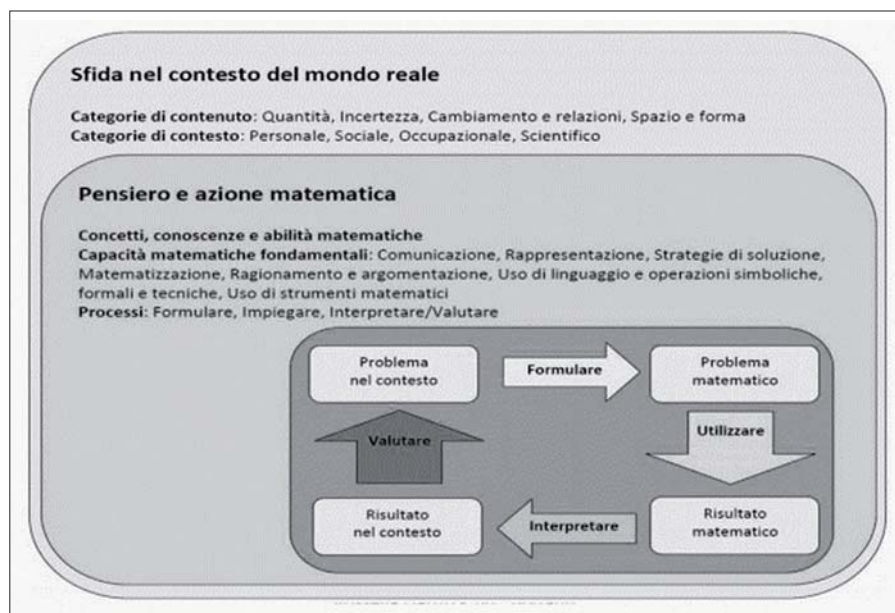 Sfida nel contesto del mondo reale
Categorie di contenuto: Quantità, Incertezza, Cambiamento e relazioni, Spazio e forma
Categorie di contesto: Personale, Sociale, Occupazionale, Scientifico
Pensiero e azione matematica
Concetti, conoscenze e abilità matematiche
Capacità matematiche fondamentali: Comunicazione, Rappresentazione, Strategie di soluzione,
Matematizzazione, Ragionamento e argomentazione, Uso di linguaggio e operazioni simboliche,
formali e tecniche, Uso di strumenti matematici
Processi: Formulare, Impiegare, Interpretare/Valutare
Problema
nel contesto
Formulare
Problema
matematico
Valutare
Utilizzare
Risultato
nel contesto
Interpretare
Risultato
matematico